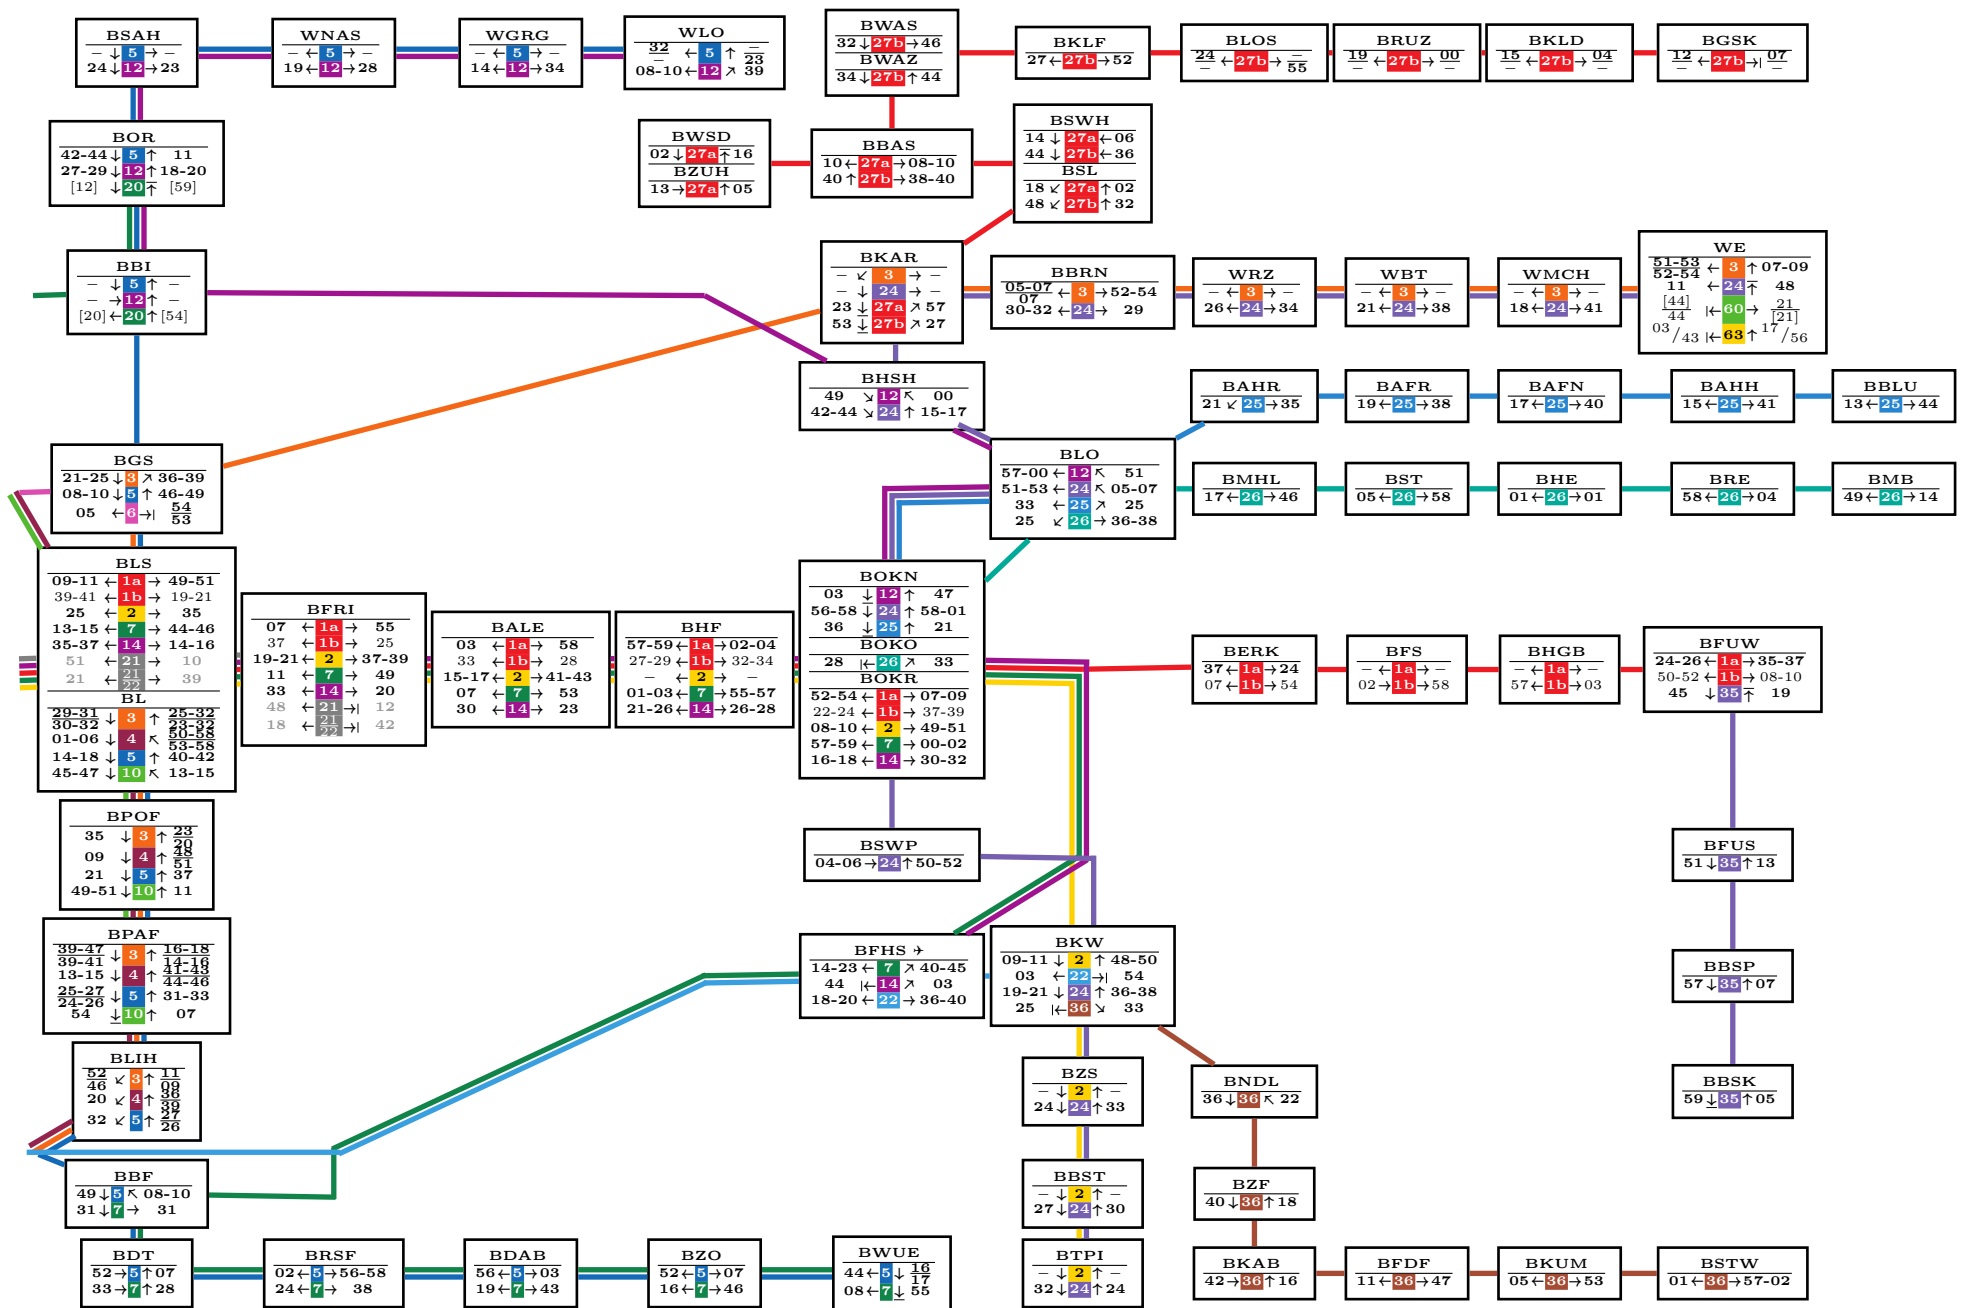 BSAH
– ↓ 5 → –
24 ↓ 12 → 23
WNAS
– ← 5 → –
19 ← 12 → 28
WGRG
– ← 5 → –
14 ← 12 → 34
WLO
32/– ← 5 ↑ –/23
08-10 ← 12 ↗ 39
BWAS
32 ↓ 27b → 46
BWAZ
34 ↓ 27b ↑ 44
BKLF
27 ← 27b → 52
BLOS
24/– ← 27b → –/55
BRUZ
19/– ← 27b → 00/–
BKLD
15/– ← 27b → 04/–
BGSK
12/– ← 27b →| 07/–
BOR
42-44 ↓ 5 ↑ 11
27-29 ↓ 12 ↑ 18-20
[12] ↓ 20 ↑ [59]
BWSD
02 ↓ 27a ↑ 16
BZUH
13 → 27a ↑ 05
BBAS
10 ← 27a → 08-10
40 ↑ 27b → 38-40
BSWH
14 ↓ 27a ← 06
44 ↓ 27b ← 36
BSL
18 ↙ 27a ↑ 02
48 ↙ 27b ↑ 32
BBI
– ↓ 5 ↑ –
– → 12 ↑ –
[20] ← 20 ↑ [54]
BKAR
– ↙ 3 → –
– ↓ 24 → –
23 ↓ 27a ↗ 57
53 ↓ 27b ↗ 27
BBRN
05-07/07 ← 3 → 52-54
30-32 ← 24 → 29
WRZ
– ← 3 → –
26 ← 24 → 34
WBT
– ← 3 → –
21 ← 24 → 38
WMCH
– ← 3 → –
18 ← 24 → 41
WE
51-53/52-54 ← 3 ↑ 07-09
11 ← 24 ↑ 48
[44]/44 |← 60 → 21/[21]
03/43 |← 63 ↑ 17/56
BHSH
49 ↘ 12 ↖ 00
42-44 ↘ 24 ↑ 15-17
BAHR
21 ↙ 25 → 35
BAFR
19 ← 25 → 38
BAFN
17 ← 25 → 40
BAHH
15 ← 25 → 41
BBLU
13 ← 25 → 44
BGS
21-25 ↓ 3 ↗ 36-39
08-10 ↓ 5 ↑ 46-49
05 ← 6 →| 54/53
BLO
57-00 ← 12 ↖ 51
51-53 ← 24 ↖ 05-07
33 ← 25 ↗ 25
25 ↙ 26 → 36-38
BMHL
17 ← 26 → 46
BST
05 ← 26 → 58
BHE
01 ← 26 → 01
BRE
58 ← 26 → 04
BMB
49 ← 26 → 14
BLS
09-11 ← 1a → 49-51
39-41 ← 1b → 19-21
25 ← 2 → 35
13-15 ← 7 → 44-46
35-37 ← 14 → 14-16
51 ← 21 → 10
21 ← 21/22 → 39
BL
29-31/30-32 ↓ 3 ↑ 25-32/23-32
01-06 ↓ 4 ↖ 50-58/53-58
14-18 ↓ 5 ↑ 40-42
45-47 ↓ 10 ↖ 13-15
BFRI
07 ← 1a → 55
37 ← 1b → 25
19-21 ← 2 → 37-39
11 ← 7 → 49
33 ← 14 → 20
48 ← 21 →| 12
18 ← 21/22 →| 42
BALE
03 ← 1a → 58
33 ← 1b → 28
15-17 ← 2 → 41-43
07 ← 7 → 53
30 ← 14 → 23
BHF
57-59 ← 1a → 02-04
27-29 ← 1b → 32-34
– ← 2 → –
01-03 ← 7 → 55-57
21-26 ← 14 → 26-28
BOKN
03 ↓ 12 ↑ 47
56-58 ↓ 24 ↑ 58-01
36 ↓ 25 ↑ 21
BOKO
28 |← 26 ↗ 33
BOKR
52-54 ← 1a → 07-09
22-24 ← 1b → 37-39
08-10 ← 2 → 49-51
57-59 ← 7 → 00-02
16-18 ← 14 → 30-32
BERK
37 ← 1a → 24
07 ← 1b → 54
BFS
– ← 1a → –
02 → 1b → 58
BHGB
– ← 1a → –
57 ← 1b → 03
BFUW
24-26 ← 1a → 35-37
50-52 ← 1b → 08-10
45 ↓ 35 ↑ 19
BPOF
35 ↓ 3 ↑ 23/20
09 ↓ 4 ↑ 48/51
21 ↓ 5 ↑ 37
49-51 ↓ 10 ↑ 11
BSWP
04-06 → 24 ↑ 50-52
BFUS
51 ↓ 35 ↑ 13
BPAF
39-47/39-41 ↓ 3 ↑ 16-18/14-16
13-15 ↓ 4 ↑ 41-43/44-46
25-27/24-26 ↓ 5 ↑ 31-33
54 ↓ 10 ↑ 07
BFHS ✈
14-23 ← 7 ↗ 40-45
44 |← 14 ↗ 03
18-20 ← 22 → 36-40
BKW
09-11 ↓ 2 ↑ 48-50
03 ← 22 →| 54
19-21 ↓ 24 ↑ 36-38
25 |← 36 ↘ 33
BBSP
57 ↓ 35 ↑ 07
BLIH
52/46 ↙ 3 ↑ 11/09
20 ↙ 4 ↑ 36/39
32 ↙ 5 ↑ 27/26
BZS
– ↓ 2 ↑ –
24 ↓ 24 ↑ 33
BNDL
36 ↓ 36 ↖ 22
BBSK
59 ↓ 35 ↑ 05
BBF
49 ↓ 5 ↖ 08-10
31 ↓ 7 → 31
BBST
– ↓ 2 ↑ –
27 ↓ 24 ↑ 30
BZF
40 ↓ 36 ↑ 18
BDT
52 → 5 ↑ 07
33 → 7 ↑ 28
BRSF
02 ← 5 → 56-58
24 ← 7 → 38
BDAB
56 ← 5 → 03
19 ← 7 → 43
BZO
52 ← 5 → 07
16 ← 7 → 46
BWUE
44 ← 5 ↓ 16/17
08 ← 7 ↓ 55
BTPI
– ↓ 2 ↑ –
32 ↓ 24 ↑ 24
BKAB
42 → 36 ↑ 16
BFDF
11 ← 36 → 47
BKUM
05 ← 36 → 53
BSTW
01 ← 36 → 57-02